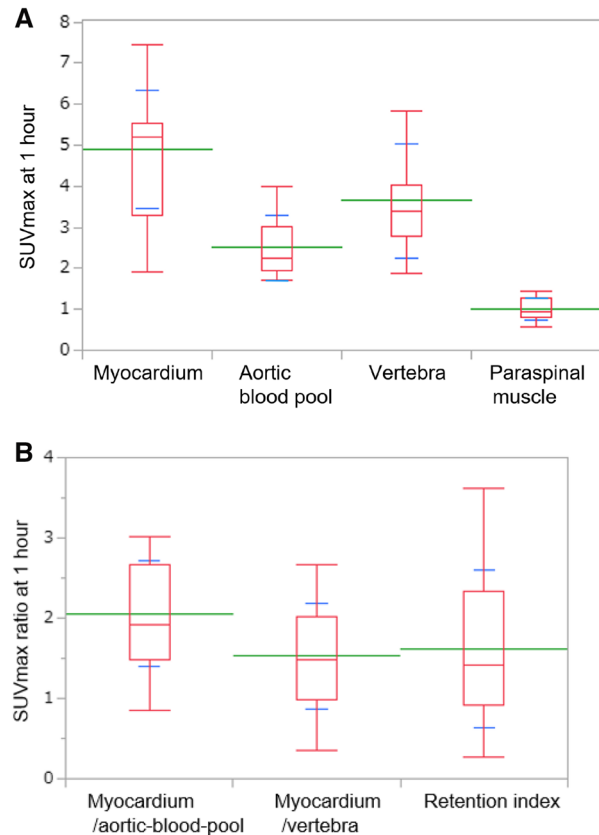 A
SUVmax at 1 hour
8
7
6
5
4
3
2
1
0
Myocardium
Aortic
blood pool
Vertebra
Paraspinal
muscle
B
SUVmax ratio at 1 hour
4
3
2
1
0
Myocardium
/aortic-blood-pool
Myocardium
/vertebra
Retention index